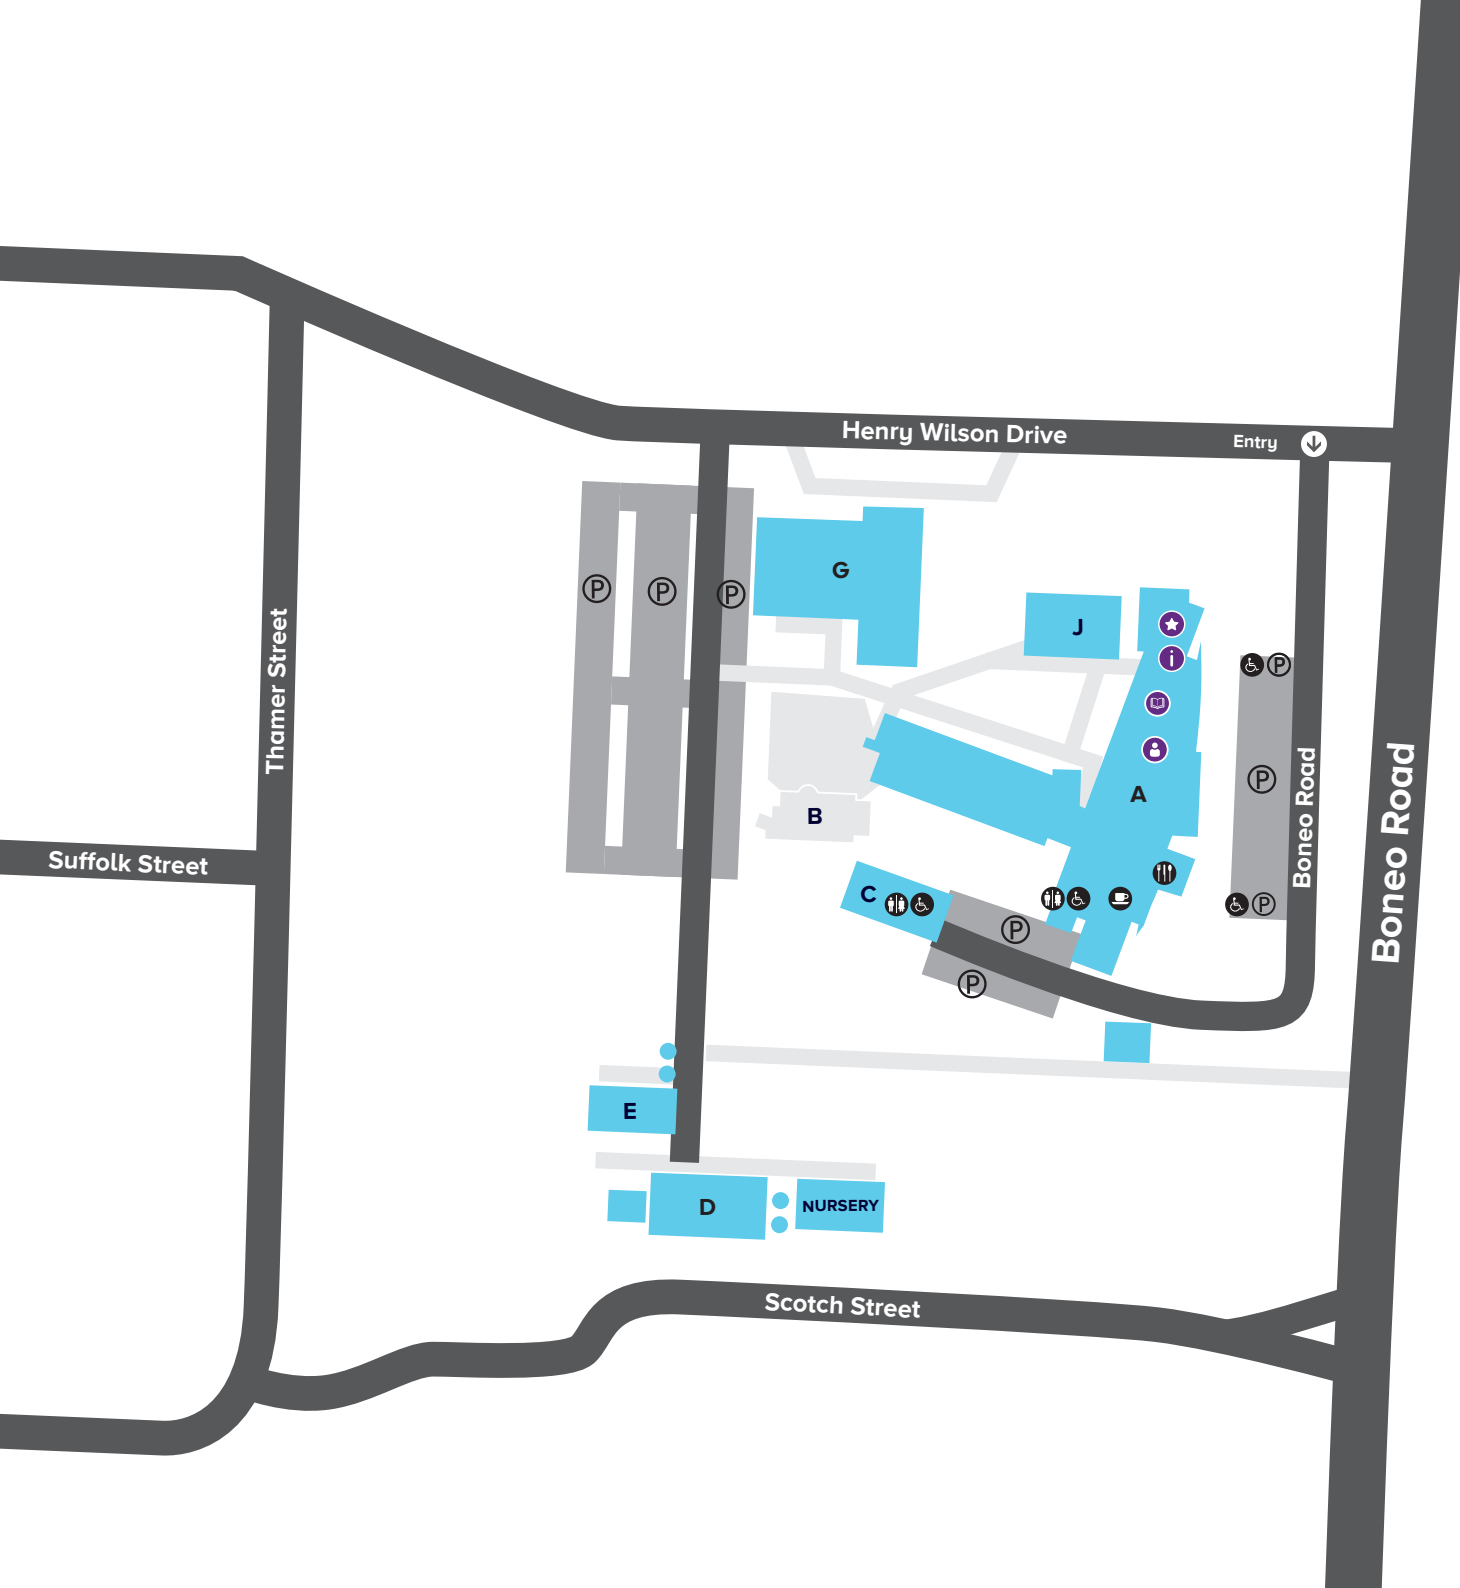 Henry Wilson Drive
Entry
G
P
P
P
J
i
Thamer Street
P
P
A
B
Boneo Road
Boneo Road
Suffolk Street
C
P
P
P
E
D
NURSERY
Scotch Street